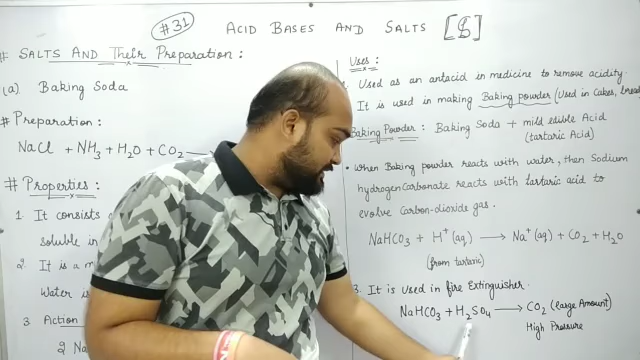 #31
ACID BASES AND SALTS [8]
# SALTS AND Their PREPARATION :
(a) Baking Soda
# Preparation :
NaCl + NH3 + H2O + CO2 →
# Properties :
1. It consists
soluble in
2. It is a
Water is
3. Action
2 Na
Uses :
Used as an antacid in medicine to remove acidity.
It is used in making Baking powder (Used in Cakes, bread
Baking Powder : Baking Soda + mild edible Acid
(tartaric Acid)
• When Baking powder reacts with water, then Sodium
hydrogen Carbonate reacts with tartaric acid to
evolve Carbon-dioxide gas.
NaHCO3 + H+ (aq) → Na+ (aq) + CO2 + H2O
(from tartaric)
3. It is used in fire Extinguisher.
NaHCO3 + H2SO4 → CO2 (large Amount)
High Pressure